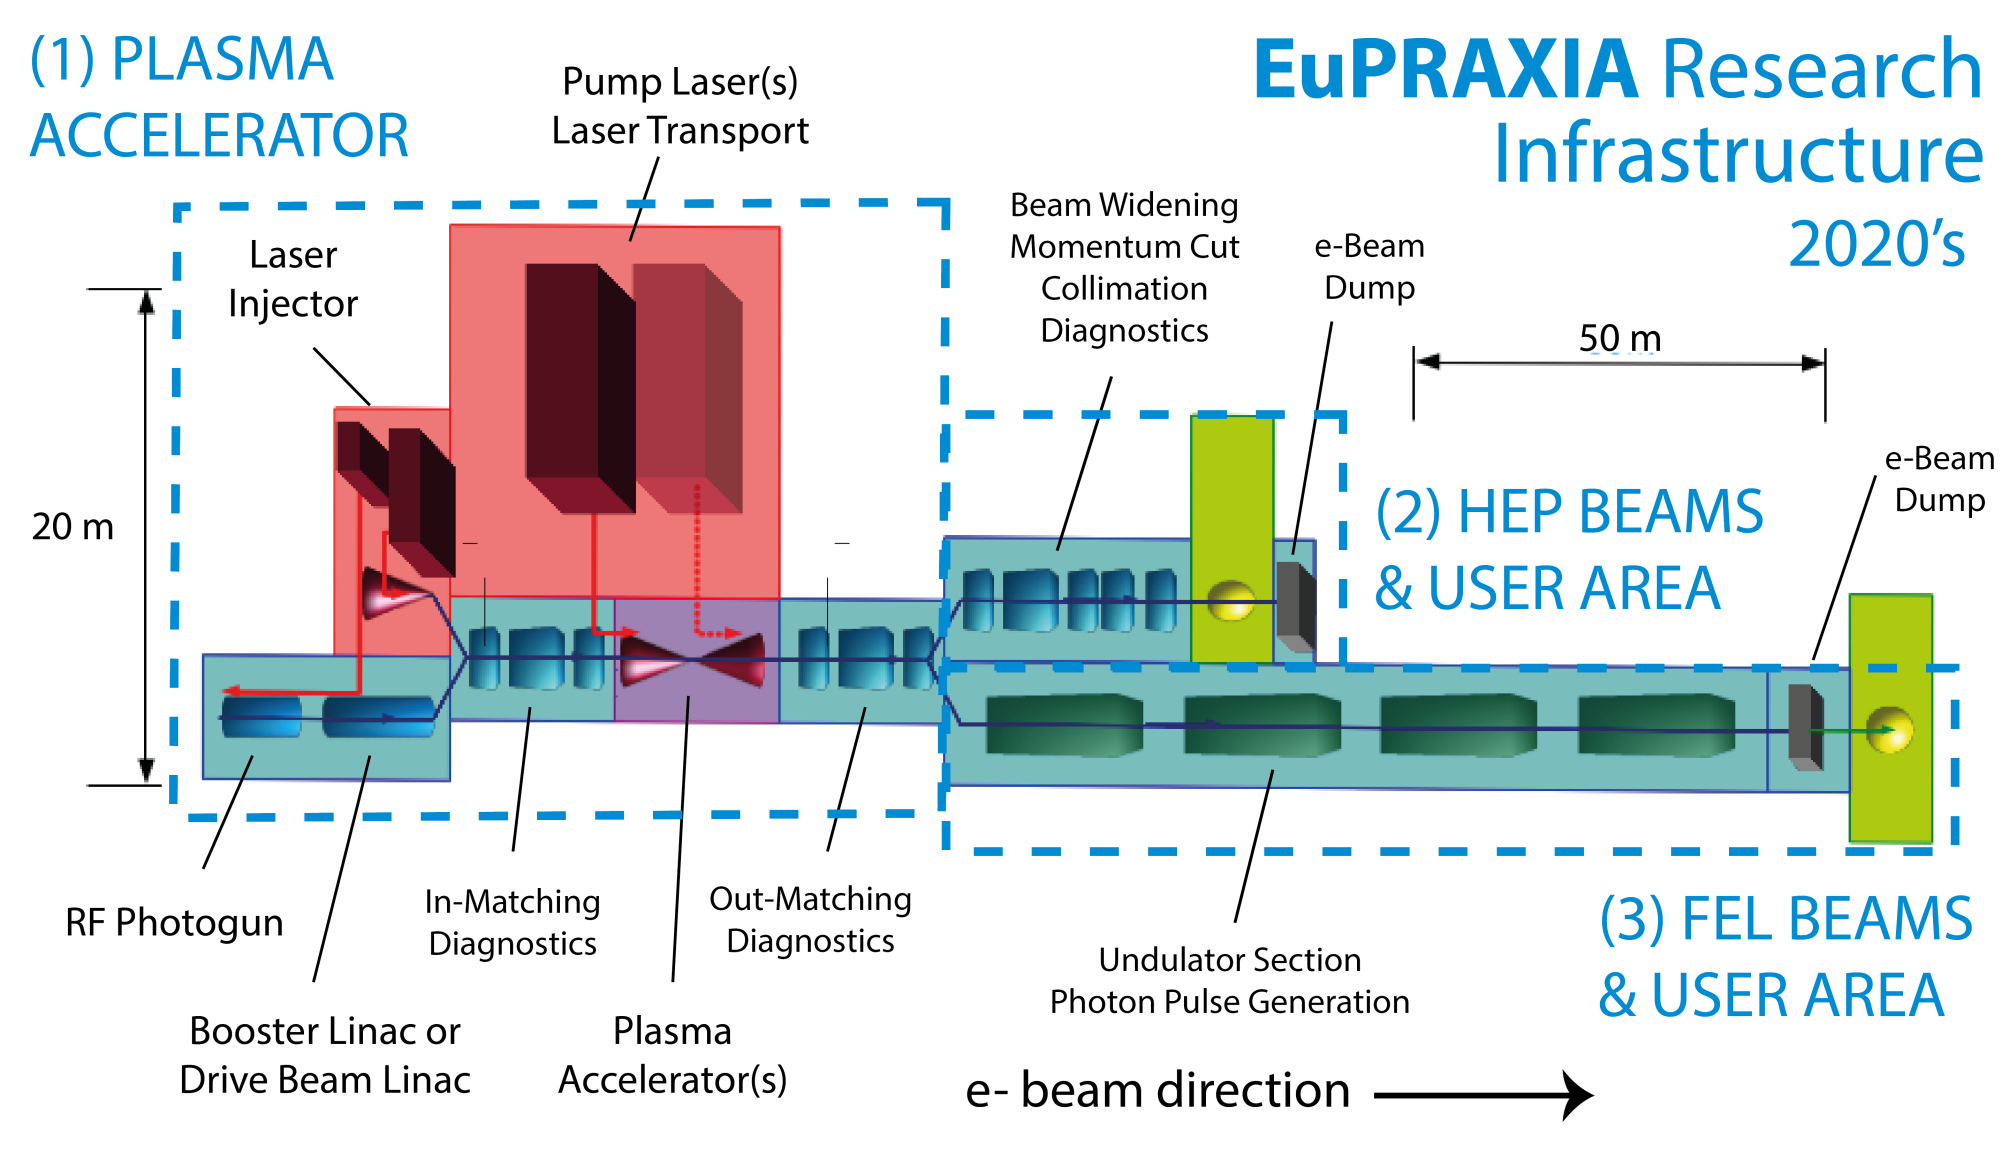 (1) PLASMA
ACCELERATOR
Pump Laser(s)
Laser Transport
EuPRAXIA Research
Infrastructure
2020’s
Laser
Injector
Beam Widening
Momentum Cut
Collimation
Diagnostics
e-Beam
Dump
50 m
20 m
(2) HEP BEAMS
& USER AREA
e-Beam
Dump
RF Photogun
In-Matching
Diagnostics
Out-Matching
Diagnostics
Undulator Section
Photon Pulse Generation
(3) FEL BEAMS
& USER AREA
Booster Linac or
Drive Beam Linac
Plasma
Accelerator(s)
e- beam direction